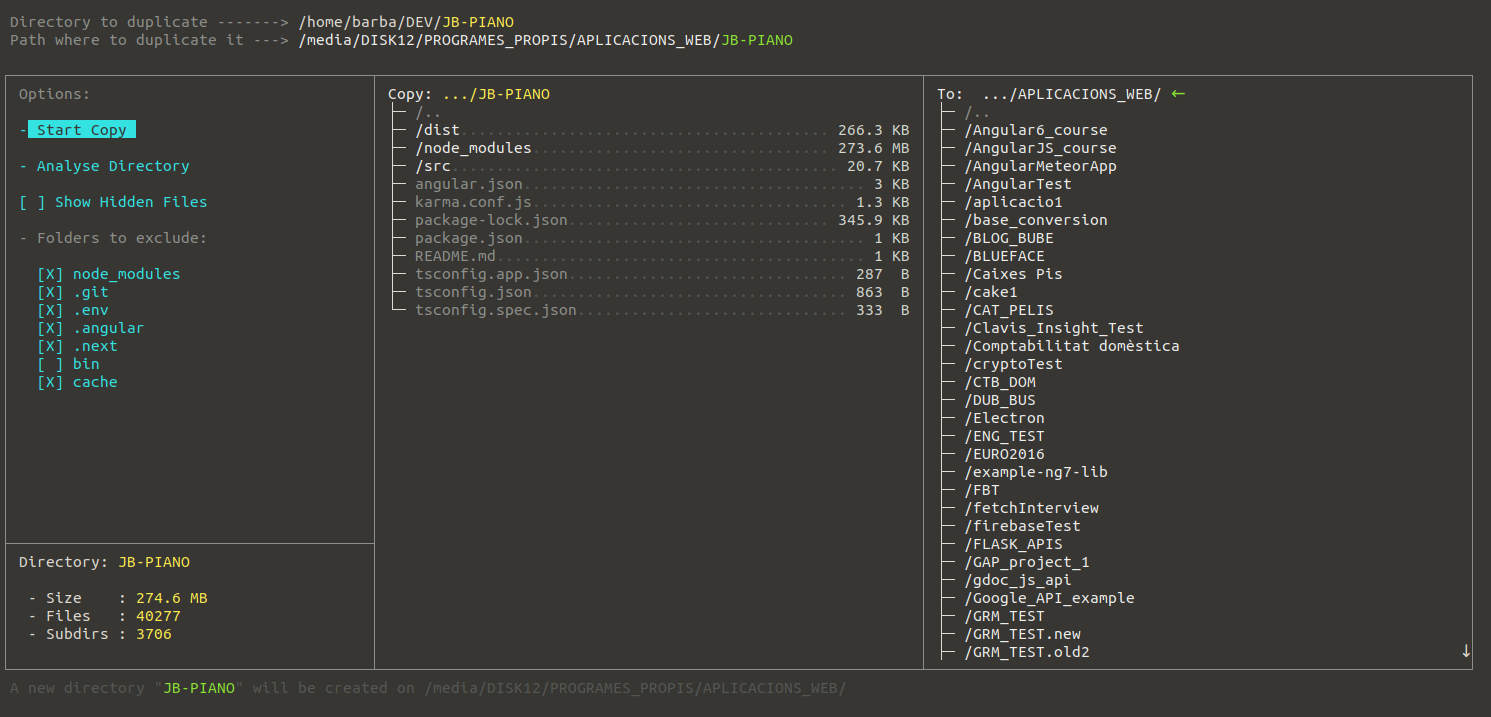 Directory to duplicate -------> /home/barba/DEV/JB-PIANO
Path where to duplicate it ---> /media/DISK12/PROGRAMES_PROPIS/APLICACIONS_WEB/JB-PIANO
Options:
- Start Copy
- Analyse Directory
[ ] Show Hidden Files
- Folders to exclude:
[X] node_modules
[X] .git
[X] .env
[X] .angular
[X] .next
[ ] bin
[X] cache
Directory: JB-PIANO
- Size    : 274.6 MB
- Files   : 40277
- Subdirs : 3706
Copy: .../JB-PIANO
├─ /..
├─ /dist.......................................... 266.3 KB
├─ /node_modules................................. 273.6 MB
├─ /src........................................... 20.7 KB
├─ angular.json...................................... 3 KB
├─ karma.conf.js.................................... 1.3 KB
├─ package-lock.json............................. 345.9 KB
├─ package.json...................................... 1 KB
├─ README.md......................................... 1 KB
├─ tsconfig.app.json............................... 287  B
├─ tsconfig.json................................... 863  B
└─ tsconfig.spec.json.............................. 333  B
To:  .../APLICACIONS_WEB/ ←
├─ /..
├─ /Angular6_course
├─ /AngularJS_course
├─ /AngularMeteorApp
├─ /AngularTest
├─ /aplicacio1
├─ /base_conversion
├─ /BLOG_BUBE
├─ /BLUEFACE
├─ /Caixes Pis
├─ /cake1
├─ /CAT_PELIS
├─ /Clavis_Insight_Test
├─ /Comptabilitat domèstica
├─ /cryptoTest
├─ /CTB_DOM
├─ /DUB_BUS
├─ /Electron
├─ /ENG_TEST
├─ /EURO2016
├─ /example-ng7-lib
├─ /FBT
├─ /fetchInterview
├─ /firebaseTest
├─ /FLASK_APIS
├─ /GAP_project_1
├─ /gdoc_js_api
├─ /Google_API_example
├─ /GRM_TEST
├─ /GRM_TEST.new
├─ /GRM_TEST.old2 ↓
A new directory "JB-PIANO" will be created on /media/DISK12/PROGRAMES_PROPIS/APLICACIONS_WEB/